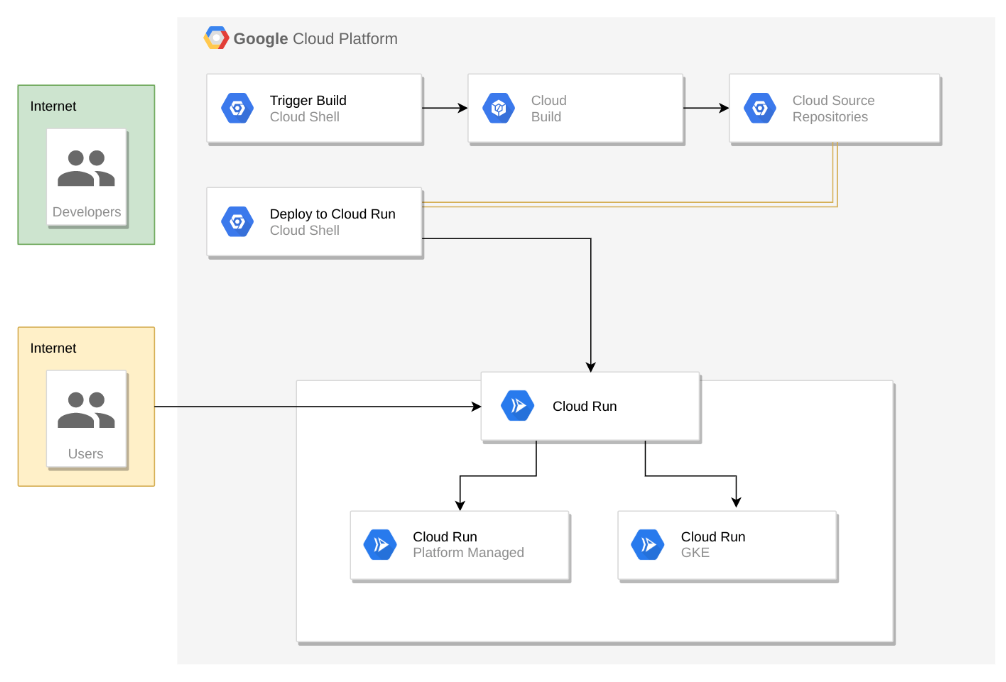 Google Cloud Platform
Internet
Developers
Trigger Build
Cloud Shell
Cloud
Build
Cloud Source
Repositories
Deploy to Cloud Run
Cloud Shell
Internet
Users
Cloud Run
Cloud Run
Platform Managed
Cloud Run
GKE